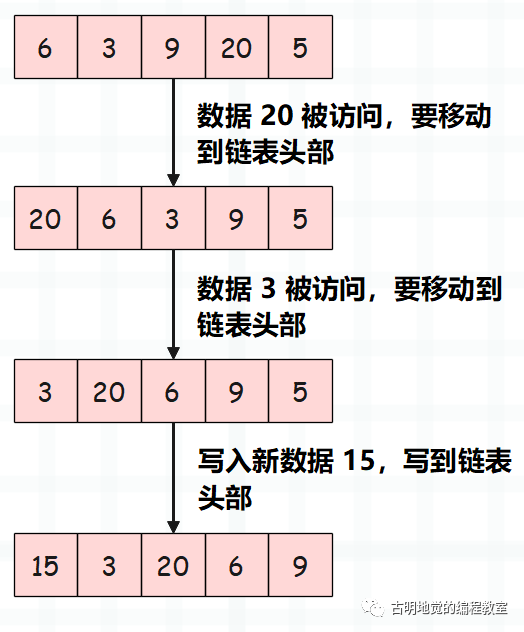 6 3 9 20 5
数据 20 被访问，要移动
到链表头部
20 6 3 9 5
数据 3 被访问，要移动到
链表头部
3 20 6 9 5
写入新数据 15，写到链表
头部
15 3 20 6 9
古明地觉的编程教室